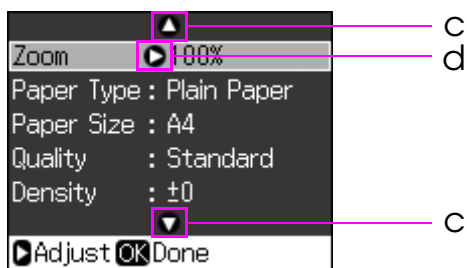 C
Zoom 100% d
Paper Type : Plain Paper
Paper Size : A4
Quality : Standard
Density : ±0
C
Adjust OK Done